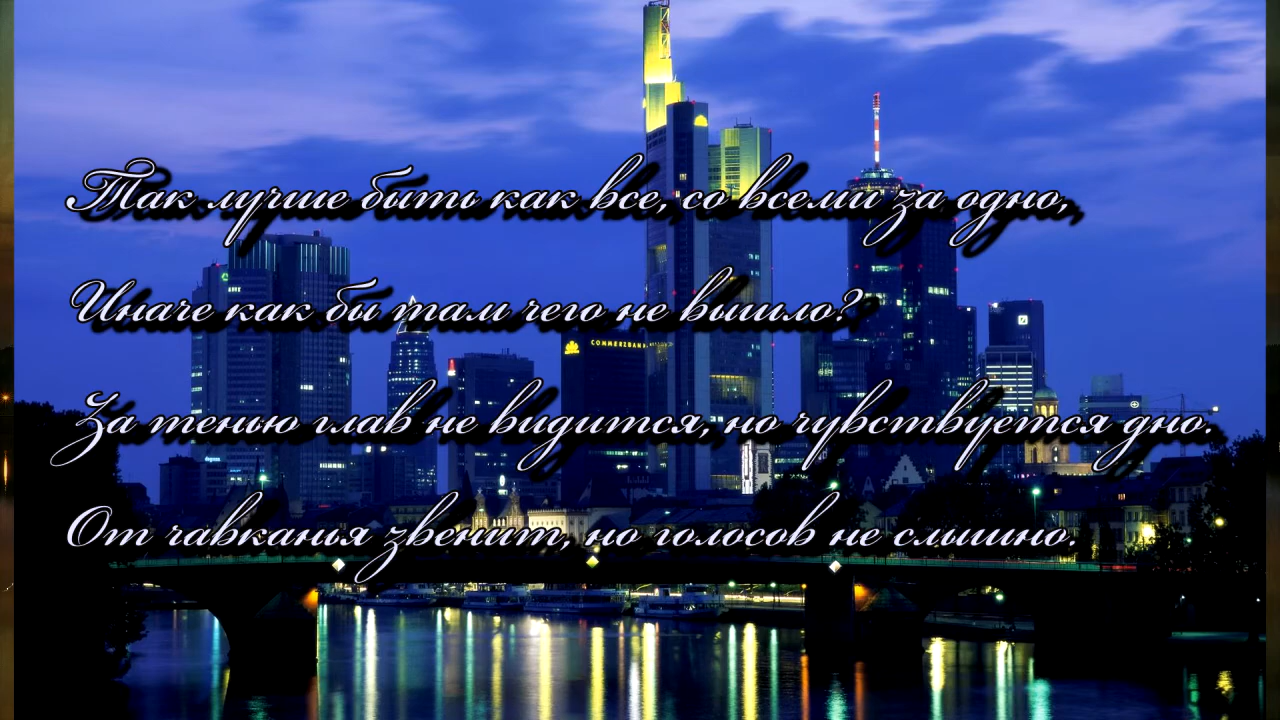 Так лучше быть как все, со всеми за одно,
Иначе как бы там чего не вышло?
COMMERZBANK
За тенью глав не видится, но чувствуется дно.
От чавканья звенит, но голосов не слышно.